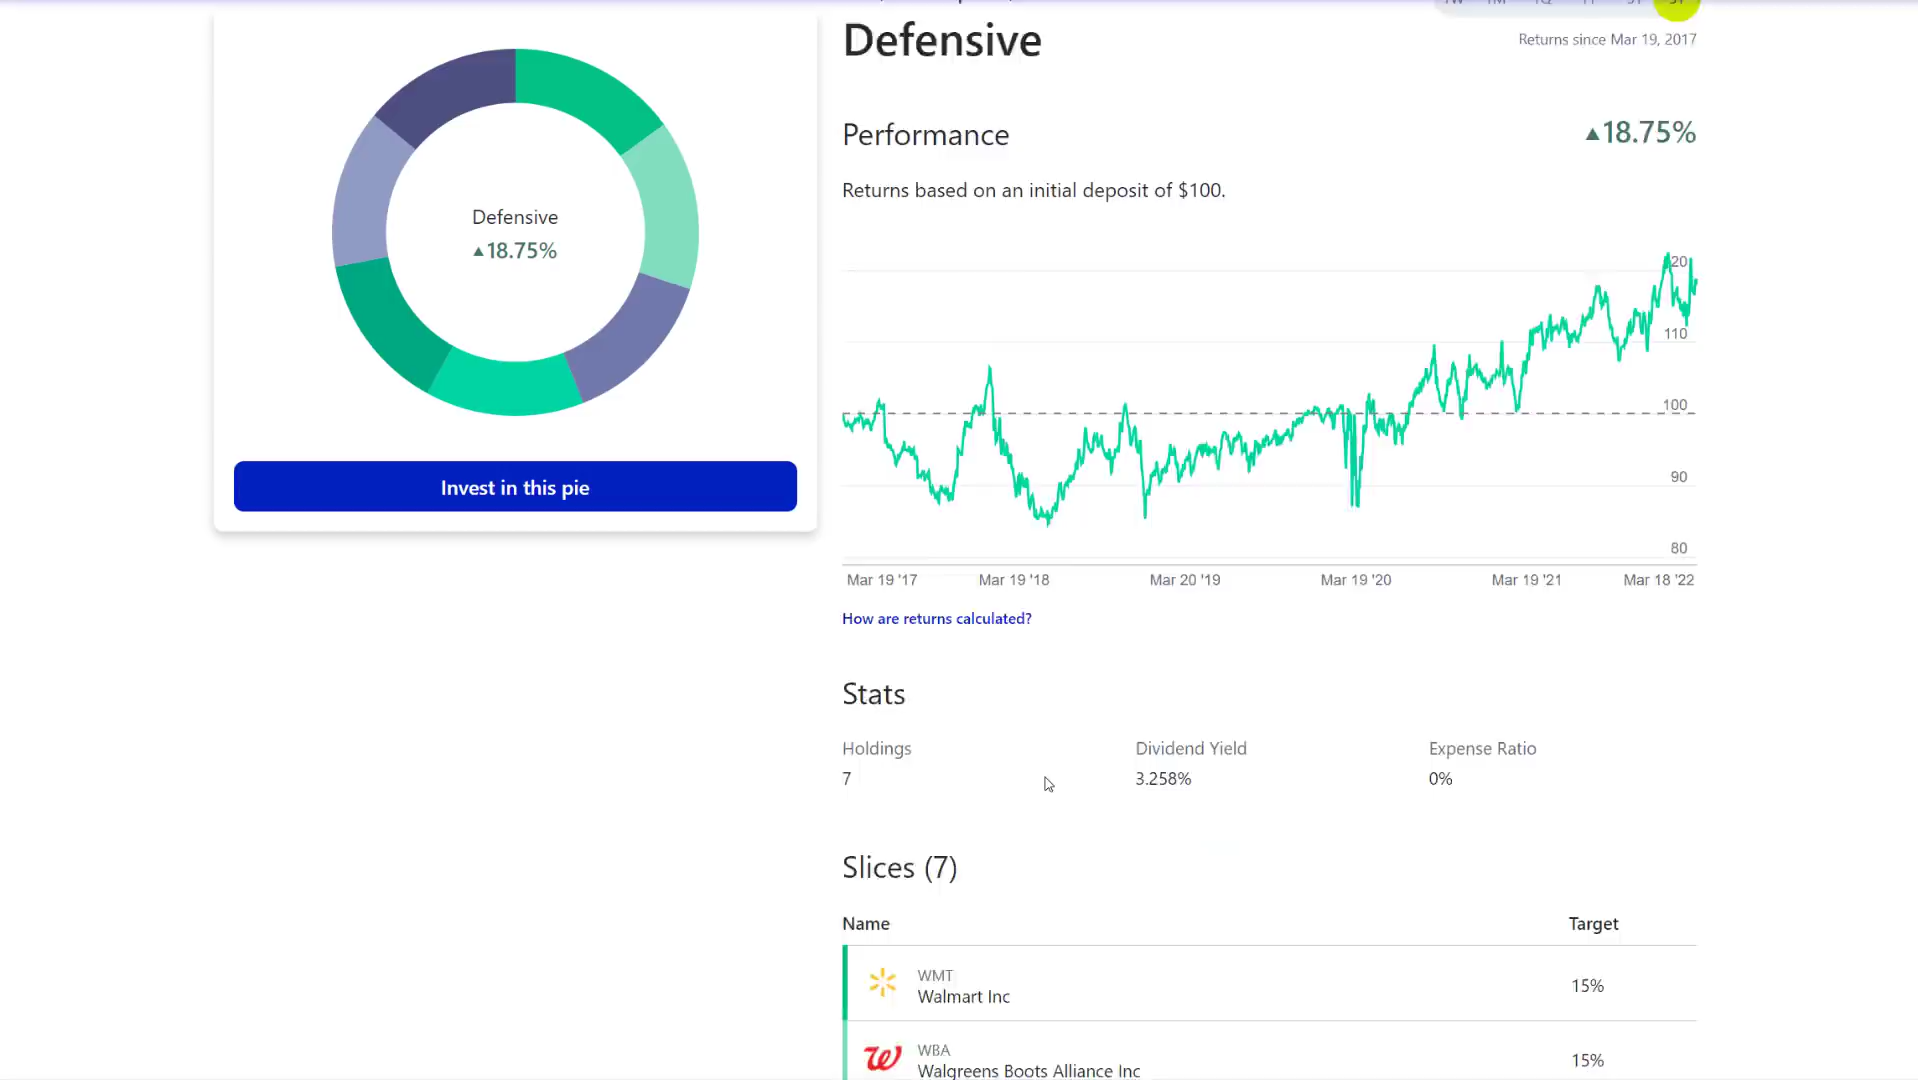 Defensive
Returns since Mar 19, 2017
Performance
▲18.75%
Returns based on an initial deposit of $100.
Defensive
▲18.75%
Invest in this pie
20
110
100
90
80
Mar 19 '17
Mar 19 '18
Mar 20 '19
Mar 19 '20
Mar 19 '21
Mar 18 '22
How are returns calculated?
Stats
Holdings
Dividend Yield
Expense Ratio
7
3.258%
0%
Slices (7)
Name
Target
WMT
Walmart Inc
15%
WBA
Walgreens Boots Alliance Inc
15%